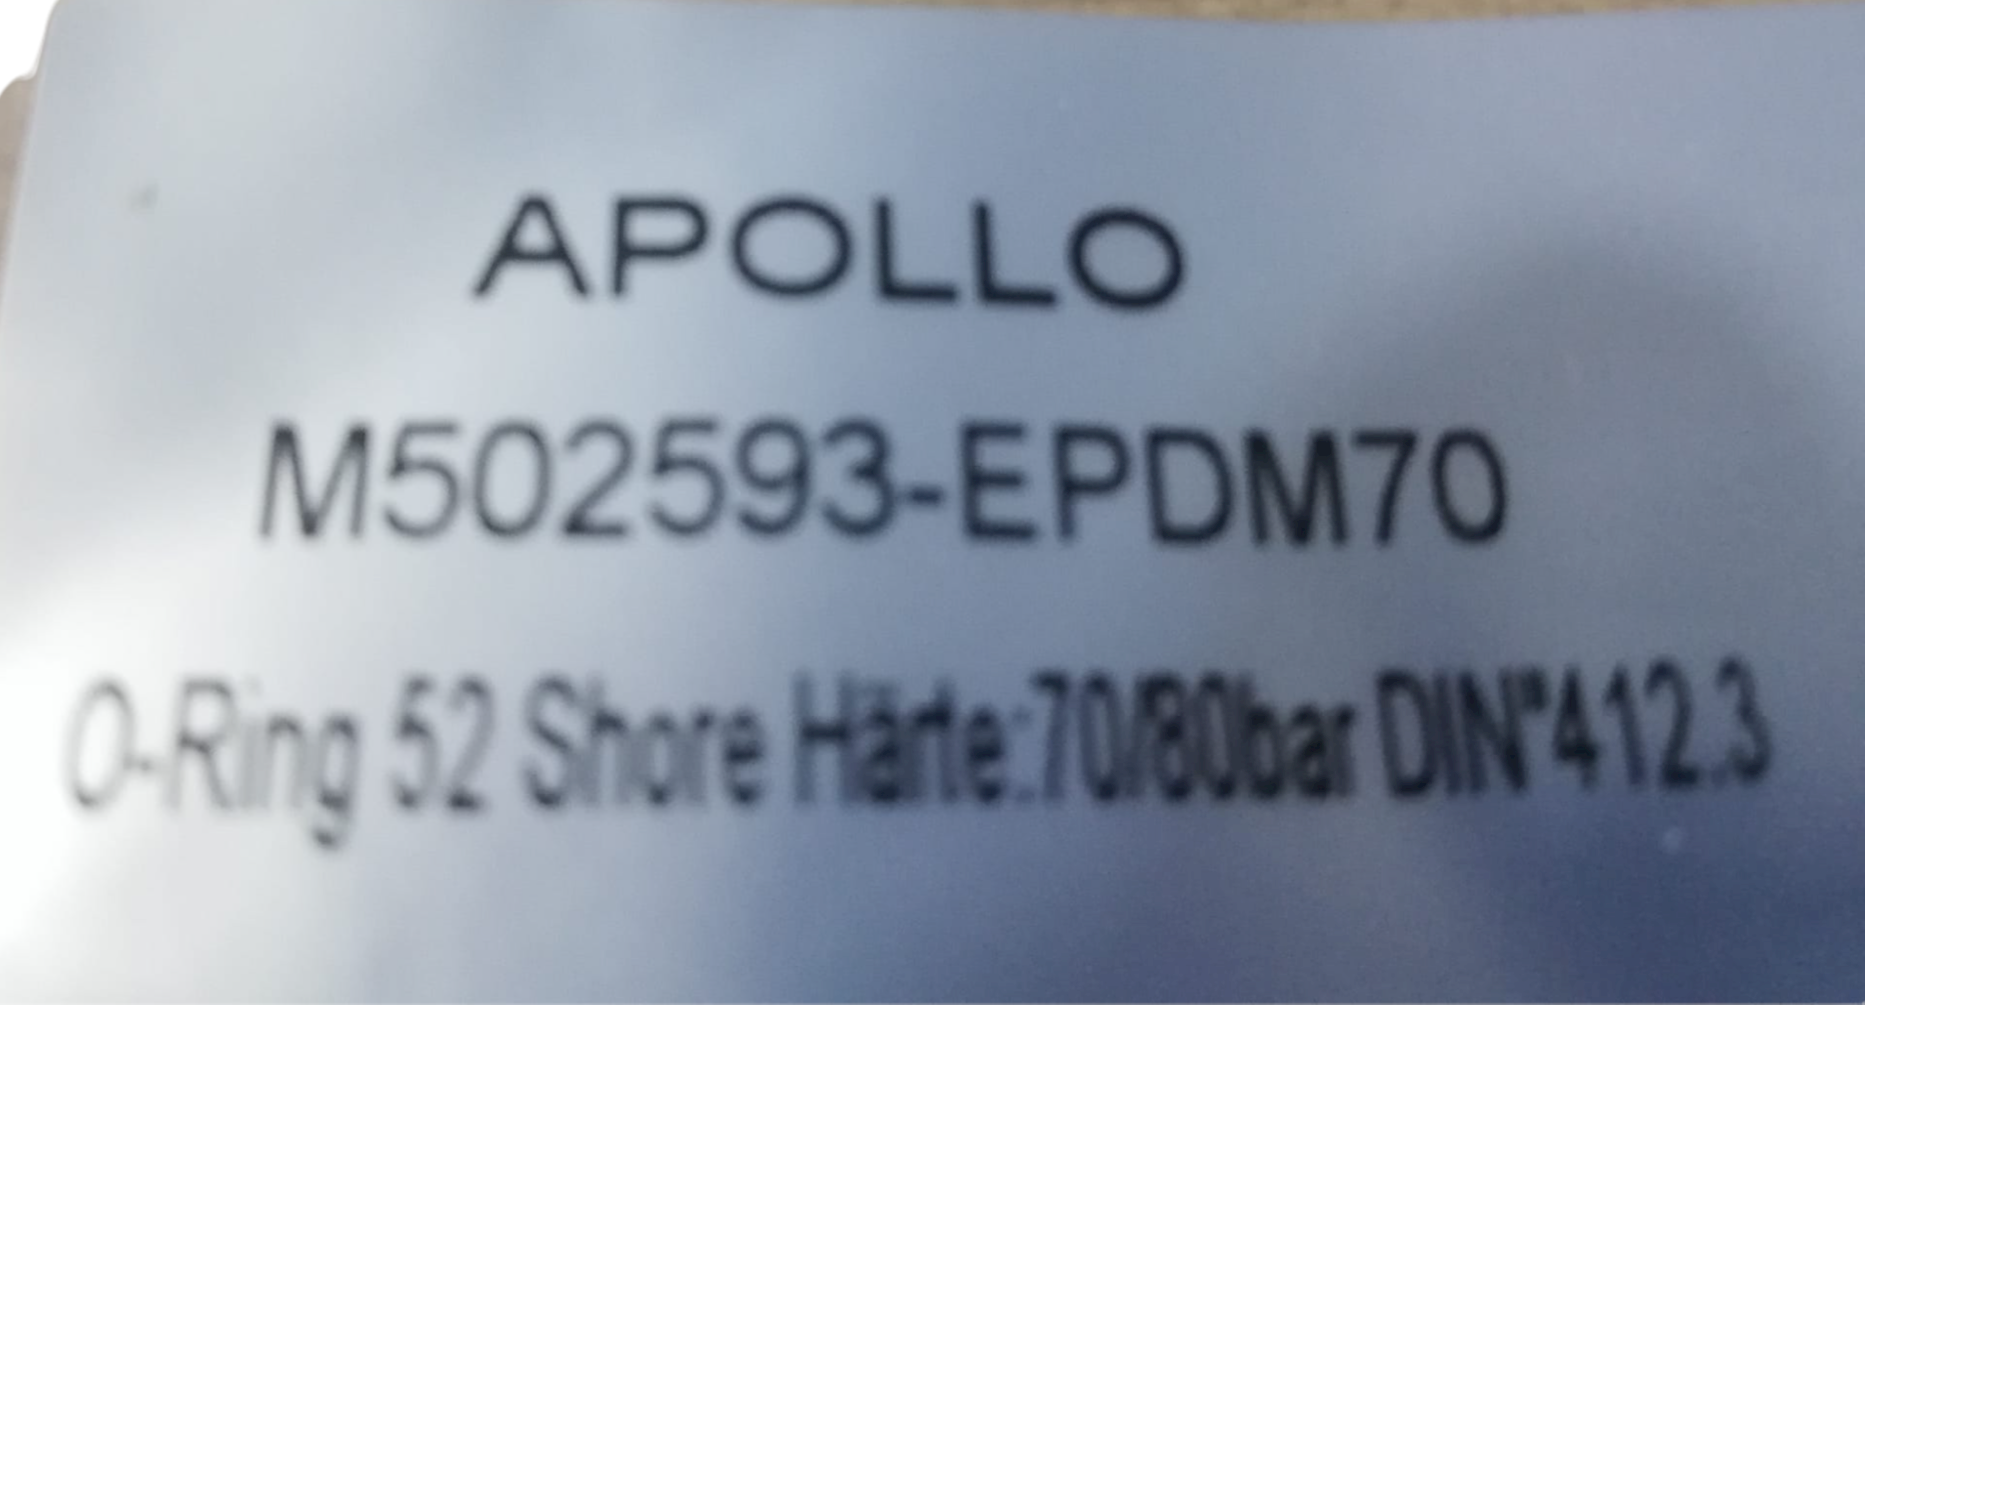 APOLLO
M502593-EPDM70
O-Ring 52 Shore Härte:70/80bar DIN°412.3